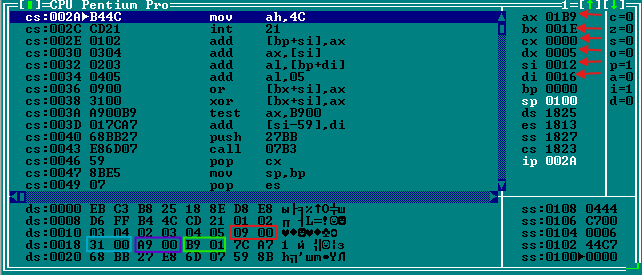 CPU Pentium Pro 1
cs:002A B44C mov ah,4C ax 01B9 c=0
cs:002C CD21 int 21 bx 001E z=0
cs:002E 0102 add [bp+si],ax cx 0000 s=0
cs:0030 0304 add ax,[si] dx 0005 o=0
cs:0032 0203 add al,[bp+di] si 0012 p=1
cs:0034 0405 add al,05 di 0016 a=0
cs:0036 0900 or [bx+si],ax bp 0000 i=1
cs:0038 3100 xor [bx+si],ax sp 0100 d=0
cs:003A A900B9 test ax,B900 ds 1825
cs:003D 017CA7 add [si-59],di es 1813
cs:0040 68BB27 push 27BB ss 1827
cs:0043 E86D07 call 07B3 cs 1823
cs:0046 59 pop cx ip 002A
cs:0047 8BE5 mov sp,bp
cs:0049 07 pop es
ds:0000 EB C3 B8 25 18 8E D8 E8 ss:0108 0444
ds:0008 D6 FF B4 4C CD 21 01 02 ss:0106 C700
ds:0010 03 04 02 03 04 05 09 00 ss:0104 0006
ds:0018 31 00 A9 00 B9 01 7C A7 ss:0102 44C7
ds:0020 68 BB 27 E8 6D 07 59 8B ss:0100 0000